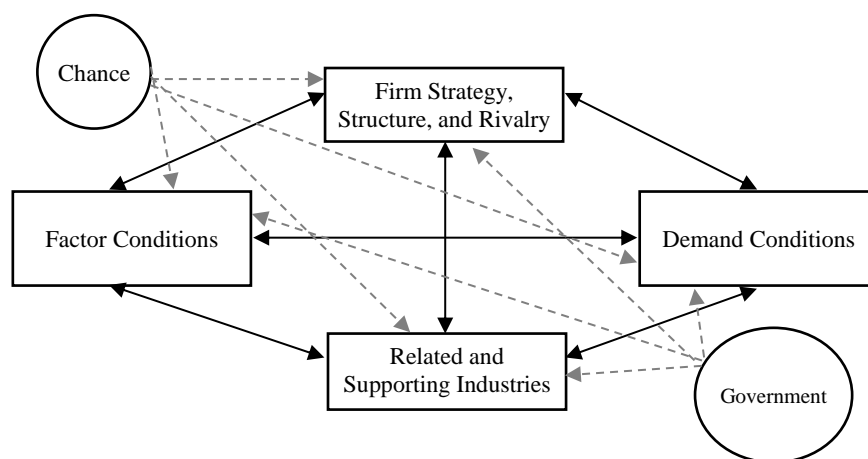 Chance
Firm Strategy,
Structure, and Rivalry
Factor Conditions
Demand Conditions
Related and
Supporting Industries
Government